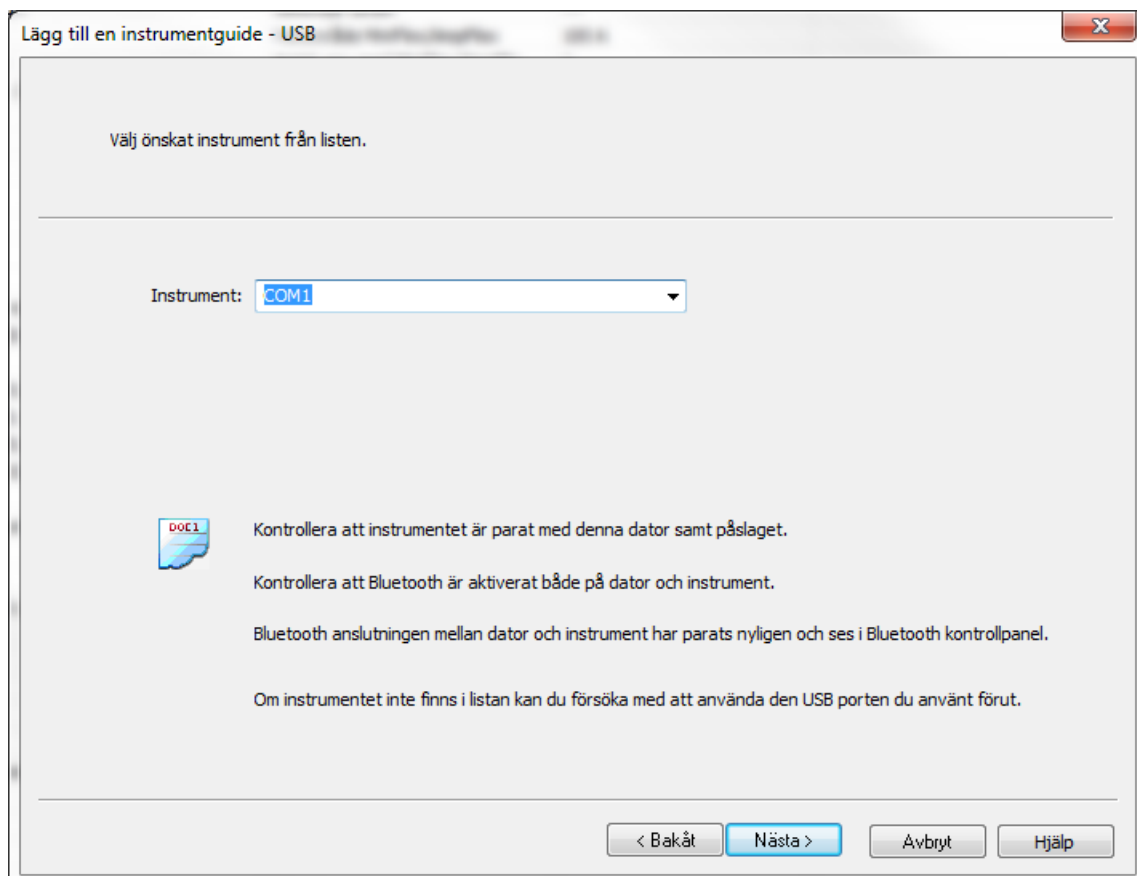 Lägg till en instrumentguide - USB
X
Välj önskat instrument från listen.
Instrument: COM1
DOC1
Kontrollera att instrumentet är parat med denna dator samt påslaget.
Kontrollera att Bluetooth är aktiverat både på dator och instrument.
Bluetooth anslutningen mellan dator och instrument har parats nyligen och ses i Bluetooth kontrollpanel.
Om instrumentet inte finns i listan kan du försöka med att använda den USB porten du använt förut.
< Bakåt Nästa > Avbryt Hjälp